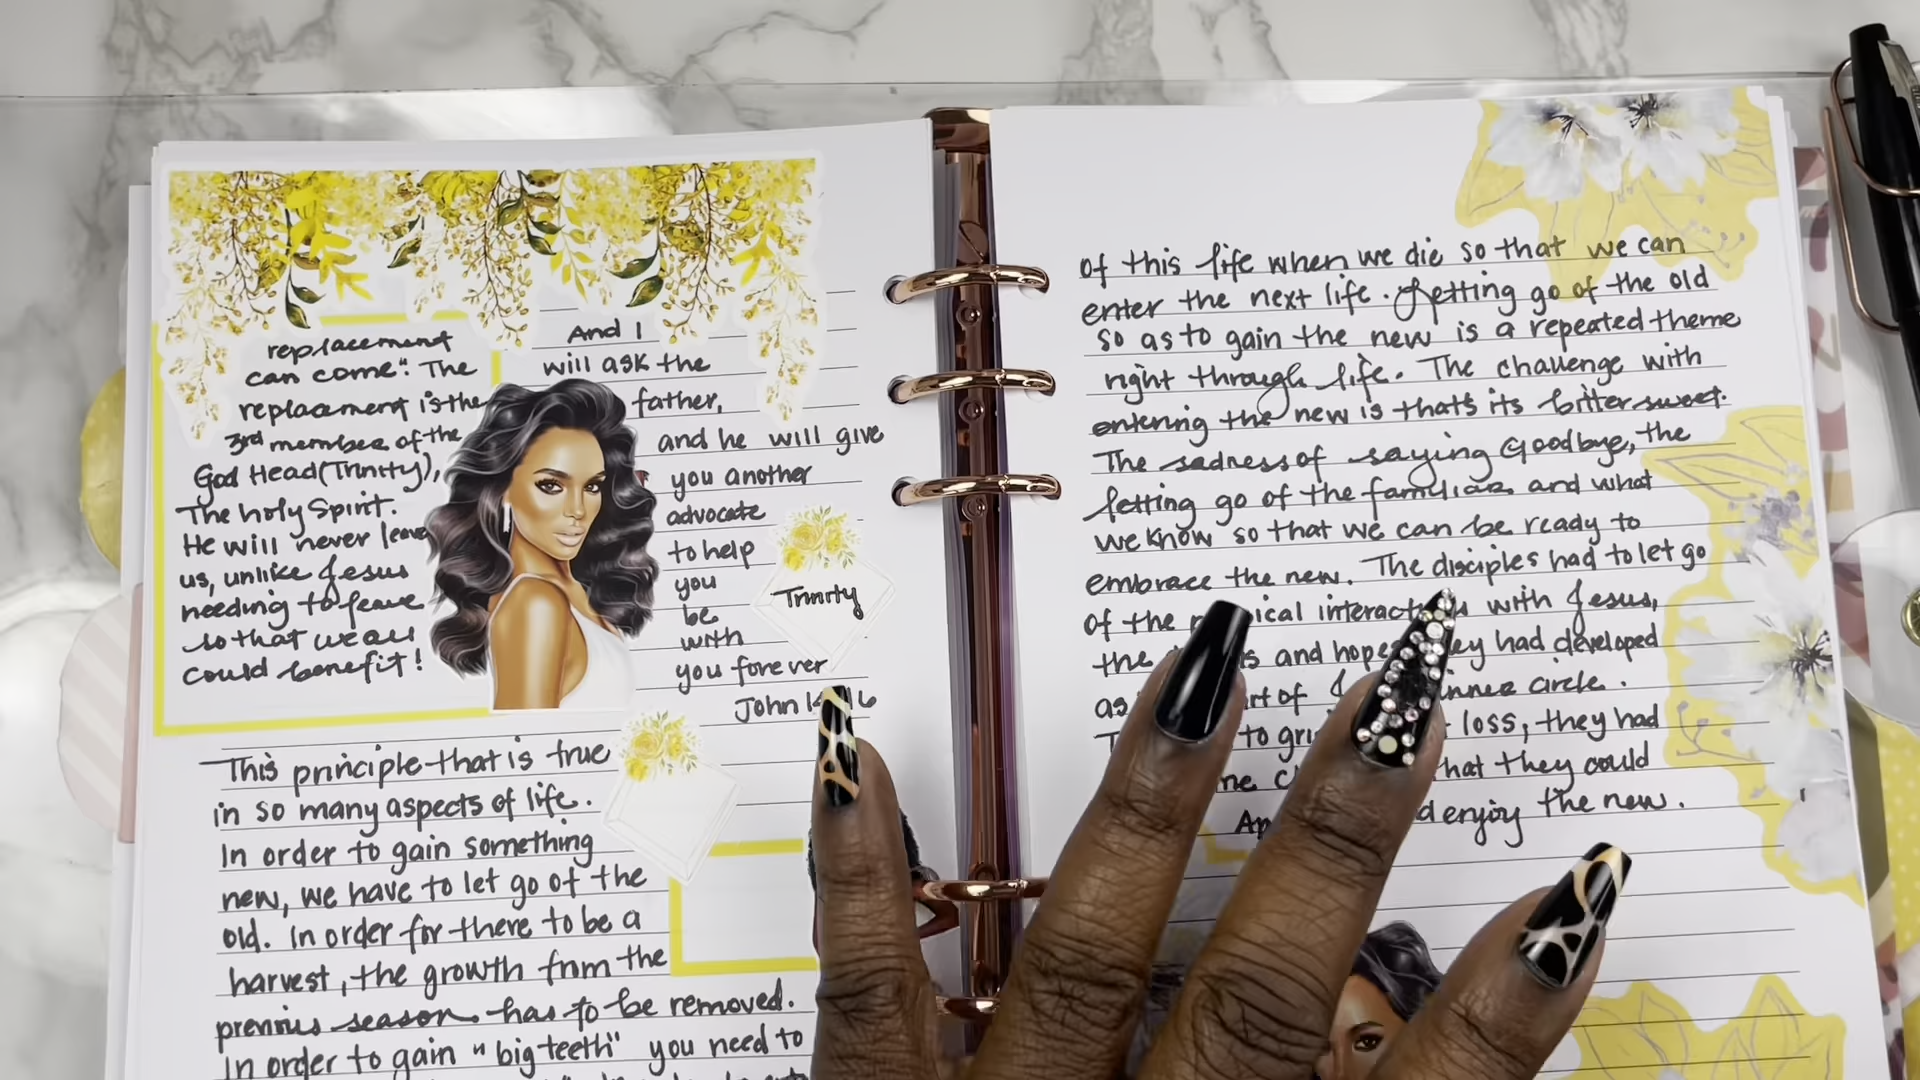 replacement
can come". The
replacement is the
3rd member of the
God Head (Trinity),
The holy Spirit.
He will never leave
us, unlike Jesus
needing to leave
so that we all
could benefit!
And I
will ask the
father,
and he will give
you another
advocate
to help
you
be
with
you forever
John
Trinity
This principle that is true
in so many aspects of life.
In order to gain something
new, we have to let go of the
old. In order for there to be a
harvest, the growth from the
previous season has to be removed.
In order to gain "big teeth" you need to
of this life when we die so that we can
enter the next life. Getting go of the old
so as to gain the new is a repeated theme
right through life. The challenge with
entering the new is that's its bitter sweet.
The sadness of saying Goodbye, the
letting go of the familiar and what
we know so that we can be ready to
embrace the new. The disciples had to let go
of the with Jesus,
the and they had developed
as of inner circle.
to loss, they had
that they could
enjoy the new.